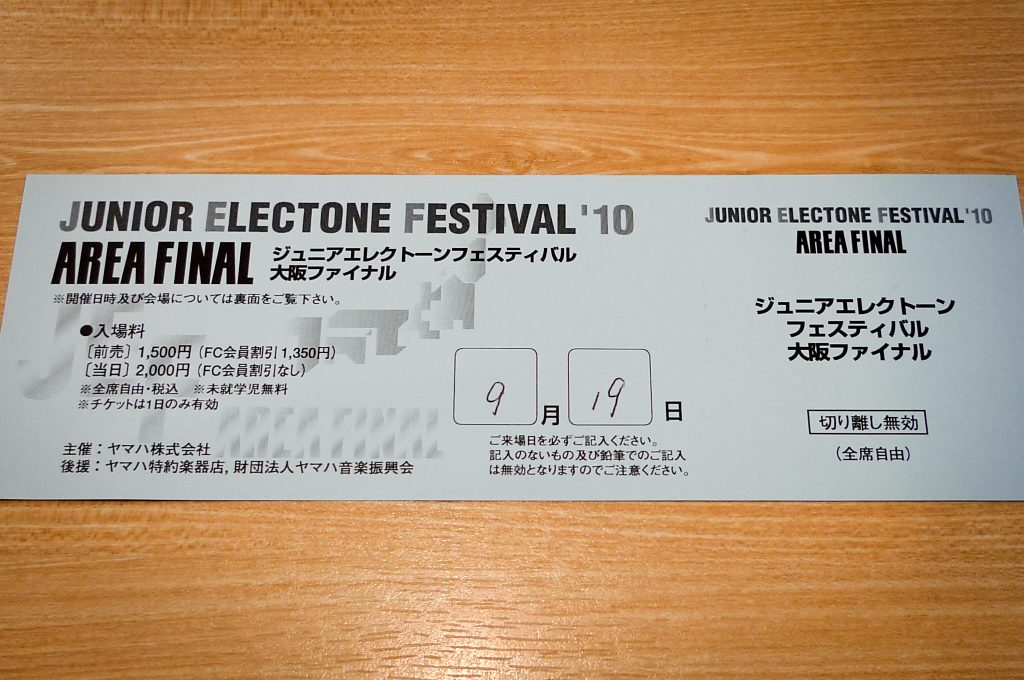 JUNIOR ELECTONE FESTIVAL '10
AREA FINAL
ジュニアエレクトーンフェスティバル
大阪ファイナル
※開催日時及び会場については裏面をご覧下さい。
●入場料
〔前売〕1,500円（FC会員割引1,350円）
〔当日〕2,000円（FC会員割引なし）
※全席自由・税込　※未就学児無料
※チケットは1日のみ有効
主催：ヤマハ株式会社
後援：ヤマハ特約楽器店, 財団法人ヤマハ音楽振興会
9月19日
ご来場日を必ずご記入ください。
記入のないもの及び鉛筆でのご記入
は無効となりますのでご注意ください。
JUNIOR ELECTONE FESTIVAL '10
AREA FINAL
ジュニアエレクトーン
フェスティバル
大阪ファイナル
切り離し無効
（全席自由）